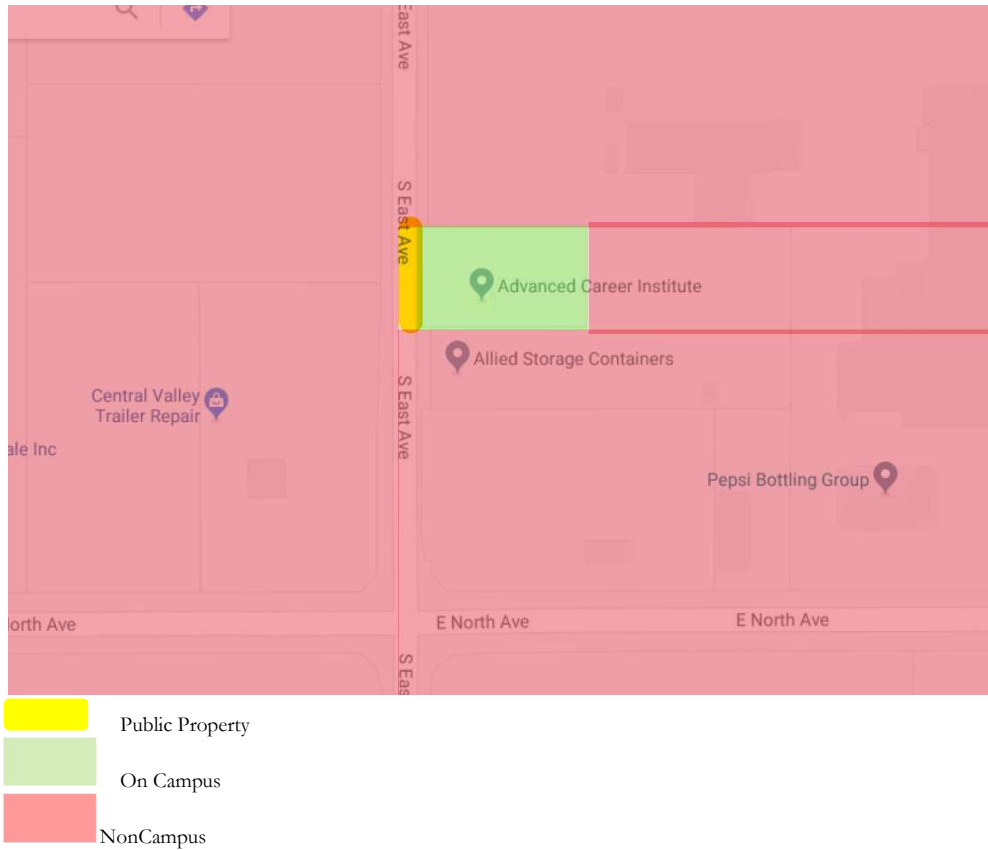 East Ave
S East Ave
Advanced Career Institute
Allied Storage Containers
S East Ave
Central Valley
Trailer Repair
ale Inc
Pepsi Bottling Group
orth Ave
E North Ave
E North Ave
S Eas
Public Property
On Campus
NonCampus